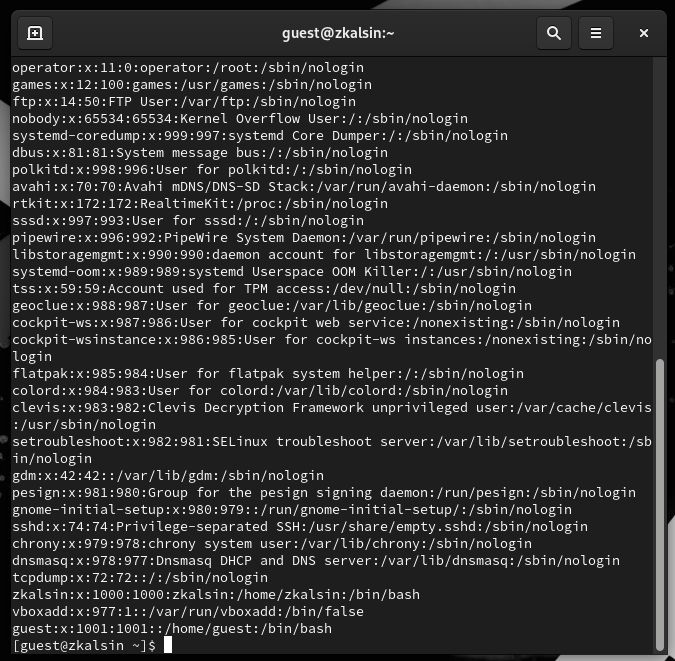 guest@zkalsin:~
operator:x:11:0:operator:/root:/sbin/nologin
games:x:12:100:games:/usr/games:/sbin/nologin
ftp:x:14:50:FTP User:/var/ftp:/sbin/nologin
nobody:x:65534:65534:Kernel Overflow User:/:/sbin/nologin
systemd-coredump:x:999:997:systemd Core Dumper:/:/sbin/nologin
dbus:x:81:81:System message bus:/:/sbin/nologin
polkitd:x:998:996:User for polkitd:/:/sbin/nologin
avahi:x:70:70:Avahi mDNS/DNS-SD Stack:/var/run/avahi-daemon:/sbin/nologin
rtkit:x:172:172:RealtimeKit:/proc:/sbin/nologin
sssd:x:997:993:User for sssd:/:/sbin/nologin
pipewire:x:996:992:PipeWire System Daemon:/var/run/pipewire:/sbin/nologin
libstoragemgmt:x:990:990:daemon account for libstoragemgmt:/:/usr/sbin/nologin
systemd-oom:x:989:989:systemd Userspace OOM Killer:/:/usr/sbin/nologin
tss:x:59:59:Account used for TPM access:/dev/null:/sbin/nologin
geoclue:x:988:987:User for geoclue:/var/lib/geoclue:/sbin/nologin
cockpit-ws:x:987:986:User for cockpit web service:/nonexisting:/sbin/nologin
cockpit-wsinstance:x:986:985:User for cockpit-ws instances:/nonexisting:/sbin/no
login
flatpak:x:985:984:User for flatpak system helper:/:/sbin/nologin
colord:x:984:983:User for colord:/var/lib/colord:/sbin/nologin
clevis:x:983:982:Clevis Decryption Framework unprivileged user:/var/cache/clevis
:/usr/sbin/nologin
setroubleshoot:x:982:981:SELinux troubleshoot server:/var/lib/setroubleshoot:/sb
in/nologin
gdm:x:42:42::/var/lib/gdm:/sbin/nologin
pesign:x:981:980:Group for the pesign signing daemon:/run/pesign:/sbin/nologin
gnome-initial-setup:x:980:979::/run/gnome-initial-setup/:/sbin/nologin
sshd:x:74:74:Privilege-separated SSH:/usr/share/empty.sshd:/sbin/nologin
chrony:x:979:978:chrony system user:/var/lib/chrony:/sbin/nologin
dnsmasq:x:978:977:Dnsmasq DHCP and DNS server:/var/lib/dnsmasq:/sbin/nologin
tcpdump:x:72:72::/:/sbin/nologin
zkalsin:x:1000:1000:zkalsin:/home/zkalsin:/bin/bash
vboxadd:x:977:1::/var/run/vboxadd:/bin/false
guest:x:1001:1001::/home/guest:/bin/bash
[guest@zkalsin ~]$